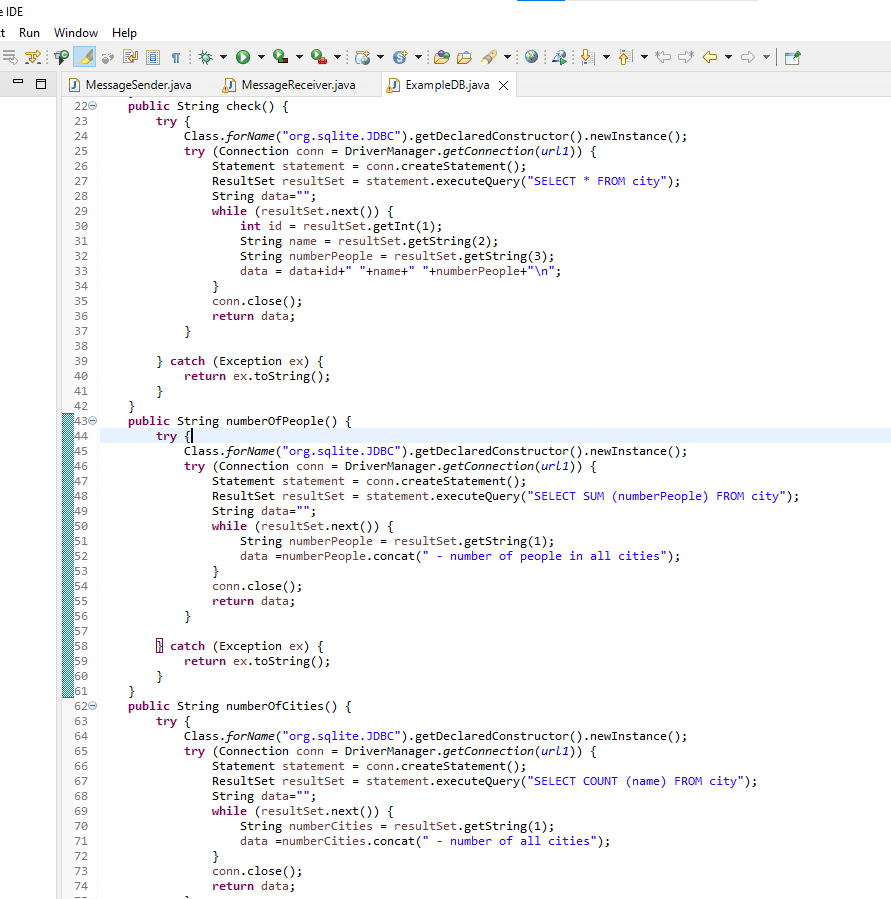 e IDE
t Run Window Help
MessageSender.java MessageReceiver.java ExampleDB.java
22 public String check() {
23 try {
24 Class.forName("org.sqlite.JDBC").getDeclaredConstructor().newInstance();
25 try (Connection conn = DriverManager.getConnection(url1)) {
26 Statement statement = conn.createStatement();
27 ResultSet resultSet = statement.executeQuery("SELECT * FROM city");
28 String data="";
29 while (resultSet.next()) {
30 int id = resultSet.getInt(1);
31 String name = resultSet.getString(2);
32 String numberPeople = resultSet.getString(3);
33 data = data+id+" "+name+" "+numberPeople+"\n";
34 }
35 conn.close();
36 return data;
37 }
38
39 } catch (Exception ex) {
40 return ex.toString();
41 }
42 }
43 public String numberOfPeople() {
44 try {
45 Class.forName("org.sqlite.JDBC").getDeclaredConstructor().newInstance();
46 try (Connection conn = DriverManager.getConnection(url1)) {
47 Statement statement = conn.createStatement();
48 ResultSet resultSet = statement.executeQuery("SELECT SUM (numberPeople) FROM city");
49 String data="";
50 while (resultSet.next()) {
51 String numberPeople = resultSet.getString(1);
52 data =numberPeople.concat(" - number of people in all cities");
53 }
54 conn.close();
55 return data;
56 }
57
58 } catch (Exception ex) {
59 return ex.toString();
60 }
61 }
62 public String numberOfCities() {
63 try {
64 Class.forName("org.sqlite.JDBC").getDeclaredConstructor().newInstance();
65 try (Connection conn = DriverManager.getConnection(url1)) {
66 Statement statement = conn.createStatement();
67 ResultSet resultSet = statement.executeQuery("SELECT COUNT (name) FROM city");
68 String data="";
69 while (resultSet.next()) {
70 String numberCities = resultSet.getString(1);
71 data =numberCities.concat(" - number of all cities");
72 }
73 conn.close();
74 return data;